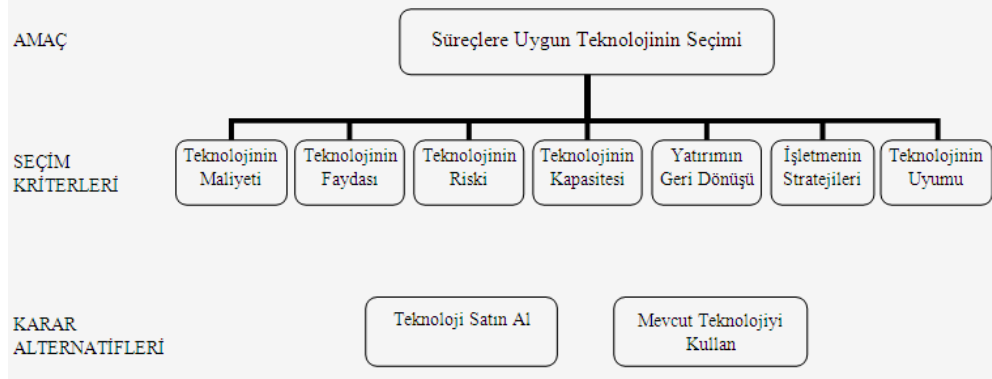 AMAÇ
Süreçlere Uygun Teknolojinin Seçimi
SEÇİM
KRİTERLERİ
Teknolojinin
Maliyeti
Teknolojinin
Faydası
Teknolojinin
Riski
Teknolojinin
Kapasitesi
Yatırımın
Geri Dönüşü
İşletmenin
Stratejileri
Teknolojinin
Uyumu
KARAR
ALTERNATİFLERİ
Teknoloji Satın Al
Mevcut Teknolojiyi
Kullan